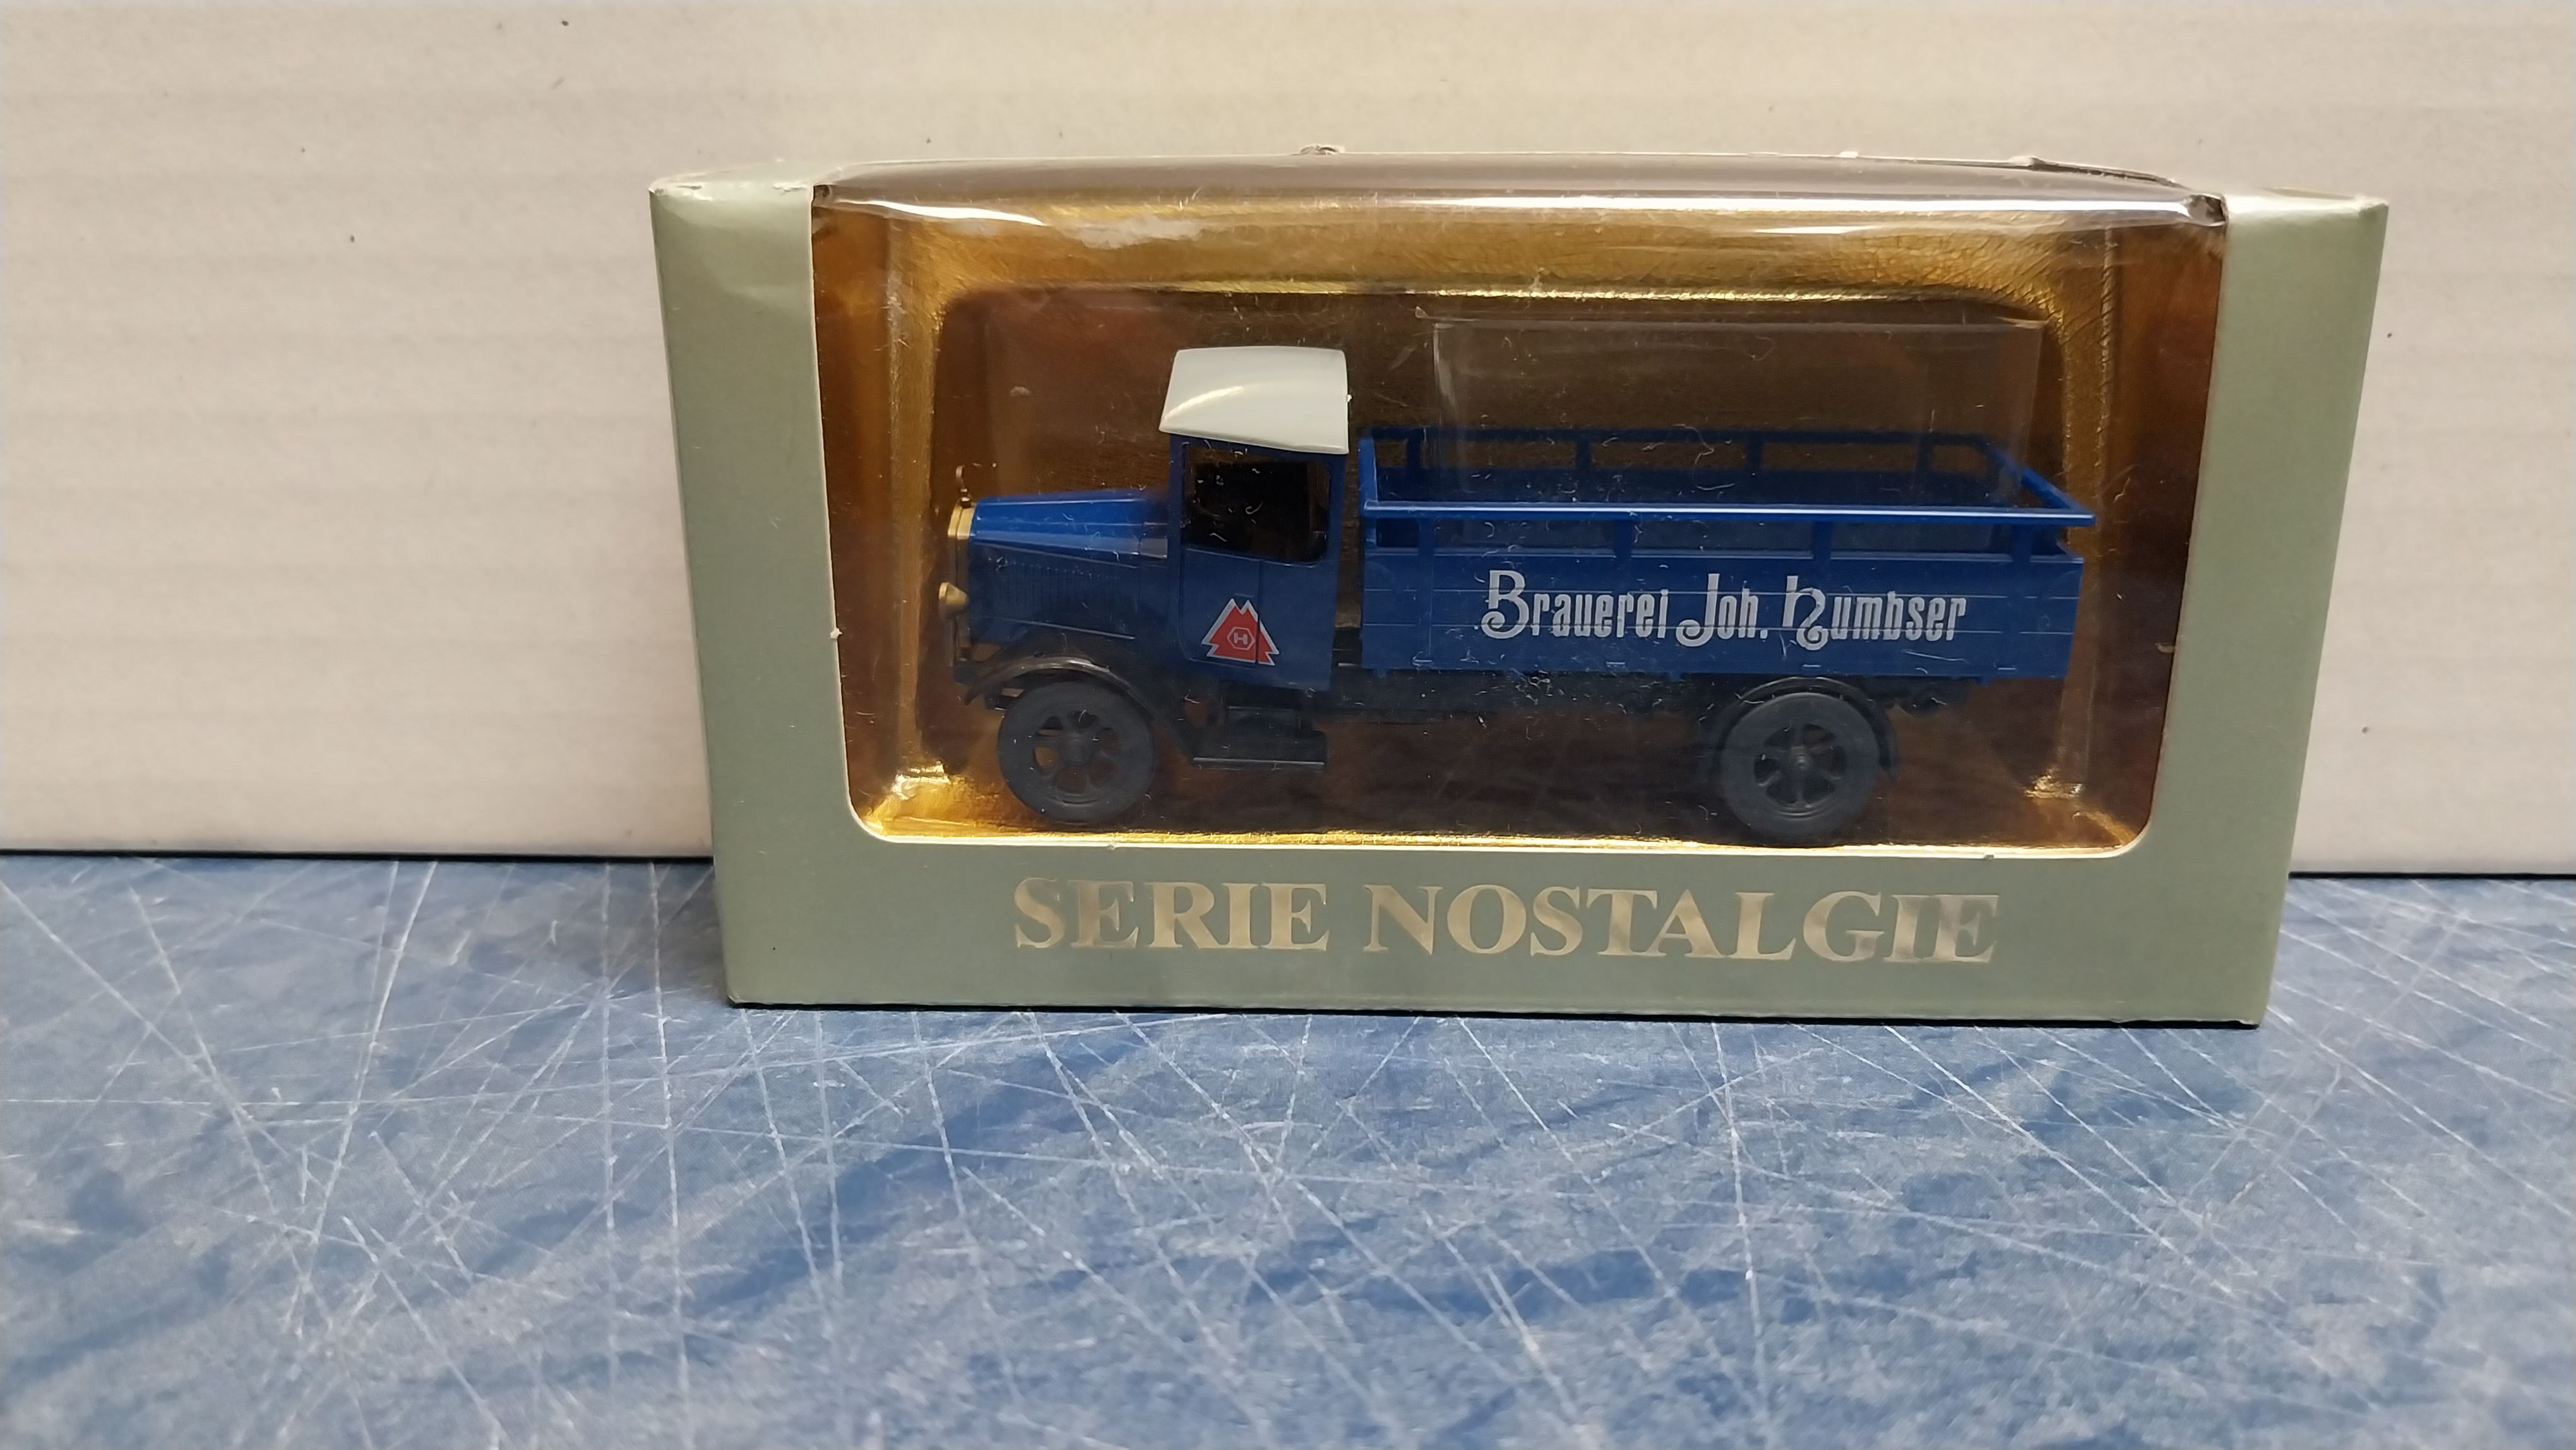 Brauerei Joh. Humbser
H
SERIE NOSTALGIE